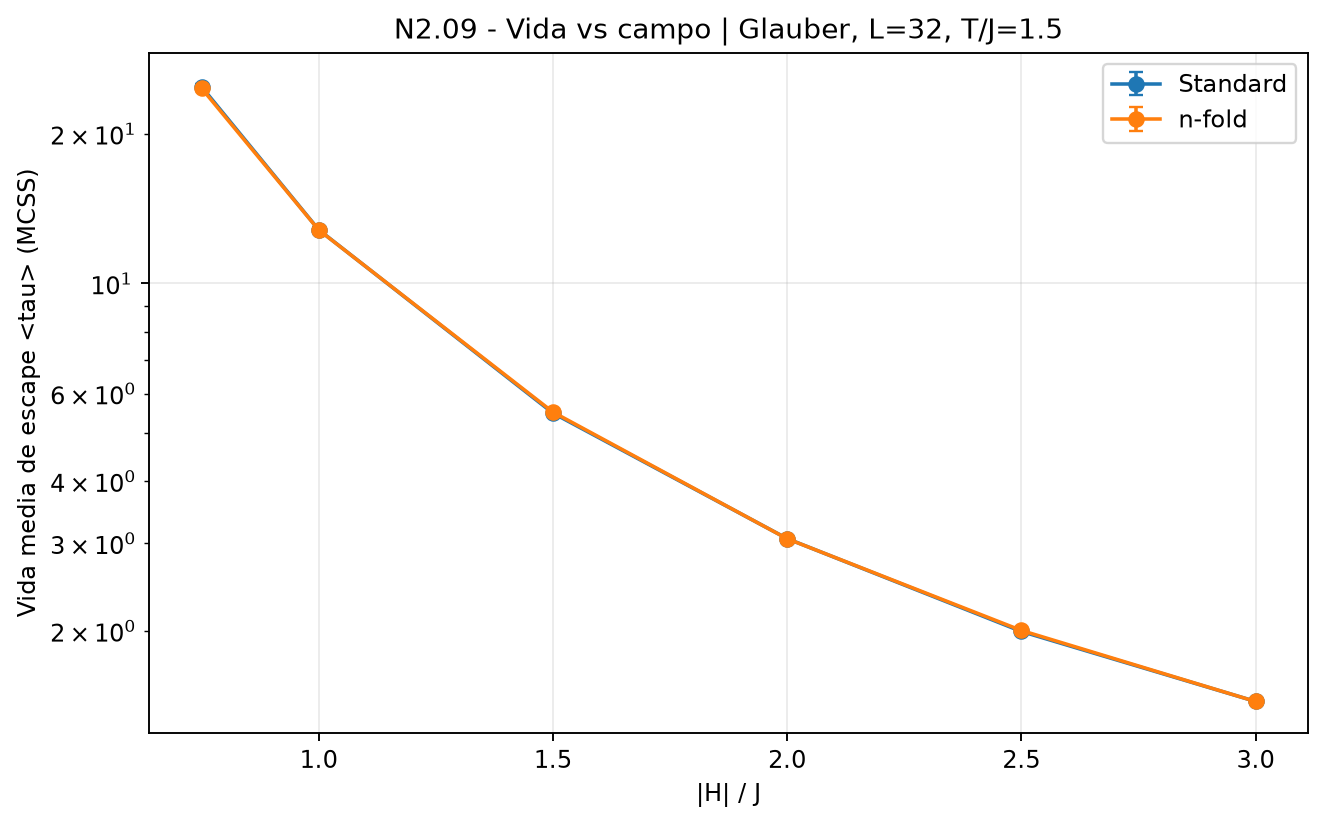 N2.09 - Vida vs campo | Glauber, L=32, T/J=1.5
Standard
n-fold
Vida media de escape <tau> (MCSS)
2 × 10¹
10¹
6 × 10⁰
4 × 10⁰
3 × 10⁰
2 × 10⁰
1.0 1.5 2.0 2.5 3.0
|H| / J